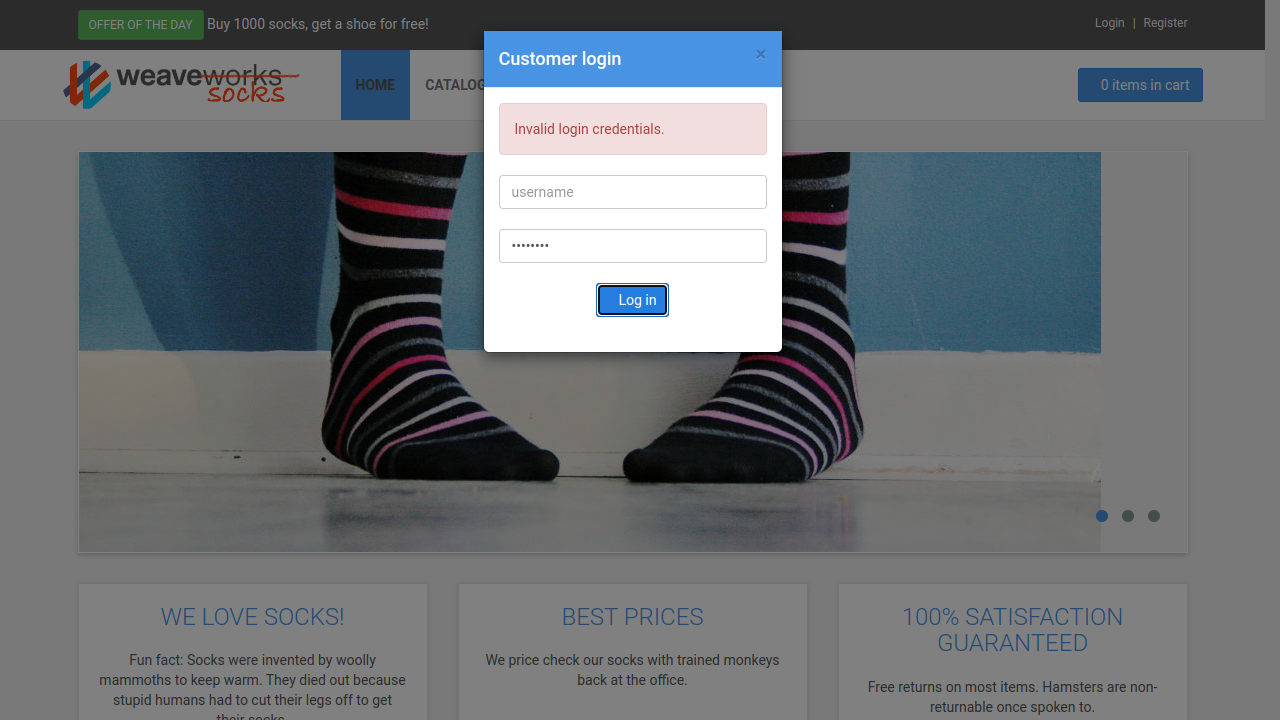 OFFER OF THE DAY Buy 1000 socks, get a shoe for free!
Login | Register
weaveworks
socks
HOME
CATALOG
0 items in cart
Customer login
×
Invalid login credentials.
username
••••••••
Log in
WE LOVE SOCKS!
Fun fact: Socks were invented by woolly
mammoths to keep warm. They died out because
stupid humans had to cut their legs off to get
their socks.
BEST PRICES
We price check our socks with trained monkeys
back at the office.
100% SATISFACTION
GUARANTEED
Free returns on most items. Hamsters are non-
returnable once spoken to.